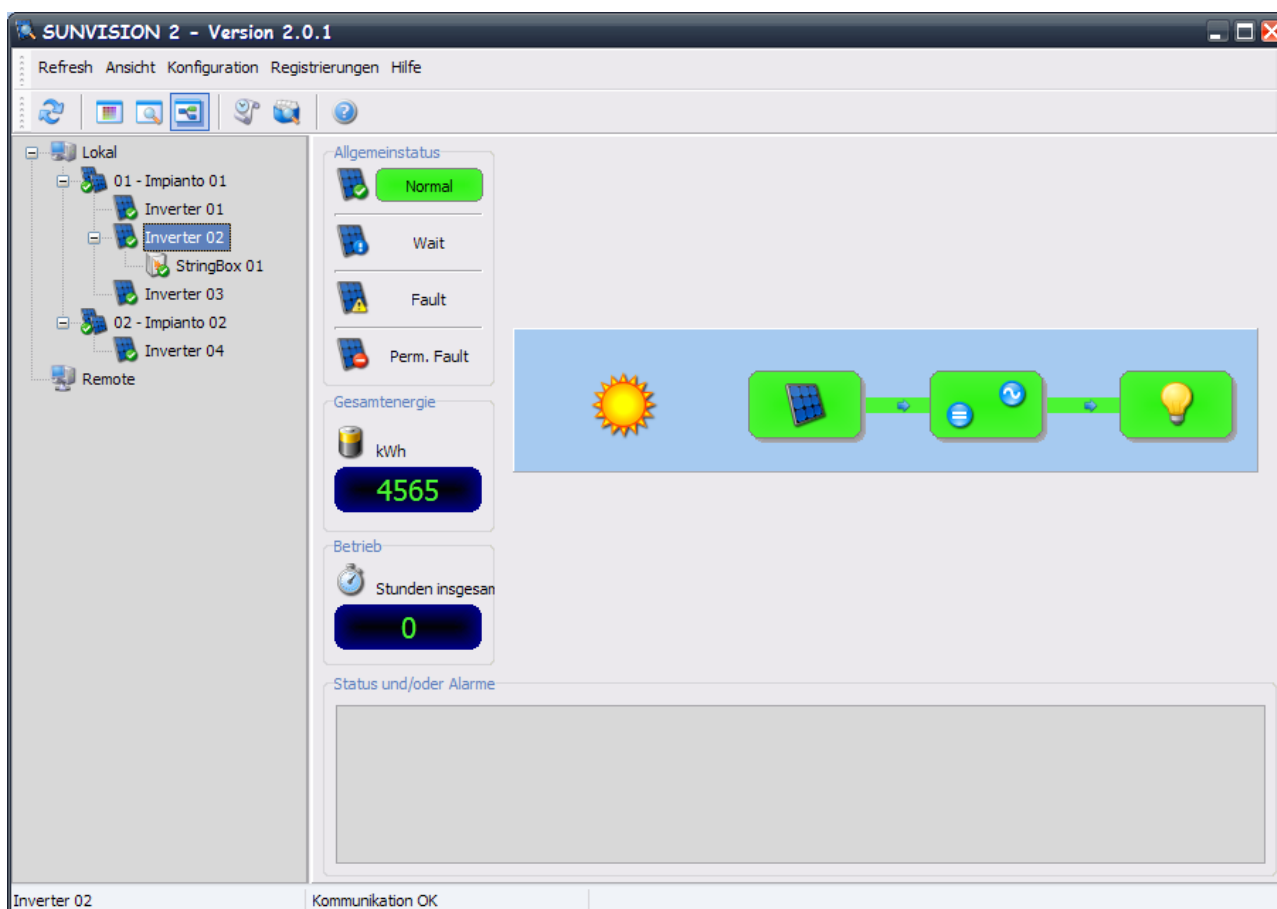 SUNVISION 2 - Version 2.0.1
Refresh Ansicht Konfiguration Registrierungen Hilfe
Lokal
01 - Impianto 01
Inverter 01
Inverter 02
StringBox 01
Inverter 03
02 - Impianto 02
Inverter 04
Remote
Allgemeinstatus
Normal
Wait
Fault
Perm. Fault
Gesamtenergie
kWh
4565
Betrieb
Stunden insgesam
0
Status und/oder Alarme
Inverter 02
Kommunikation OK